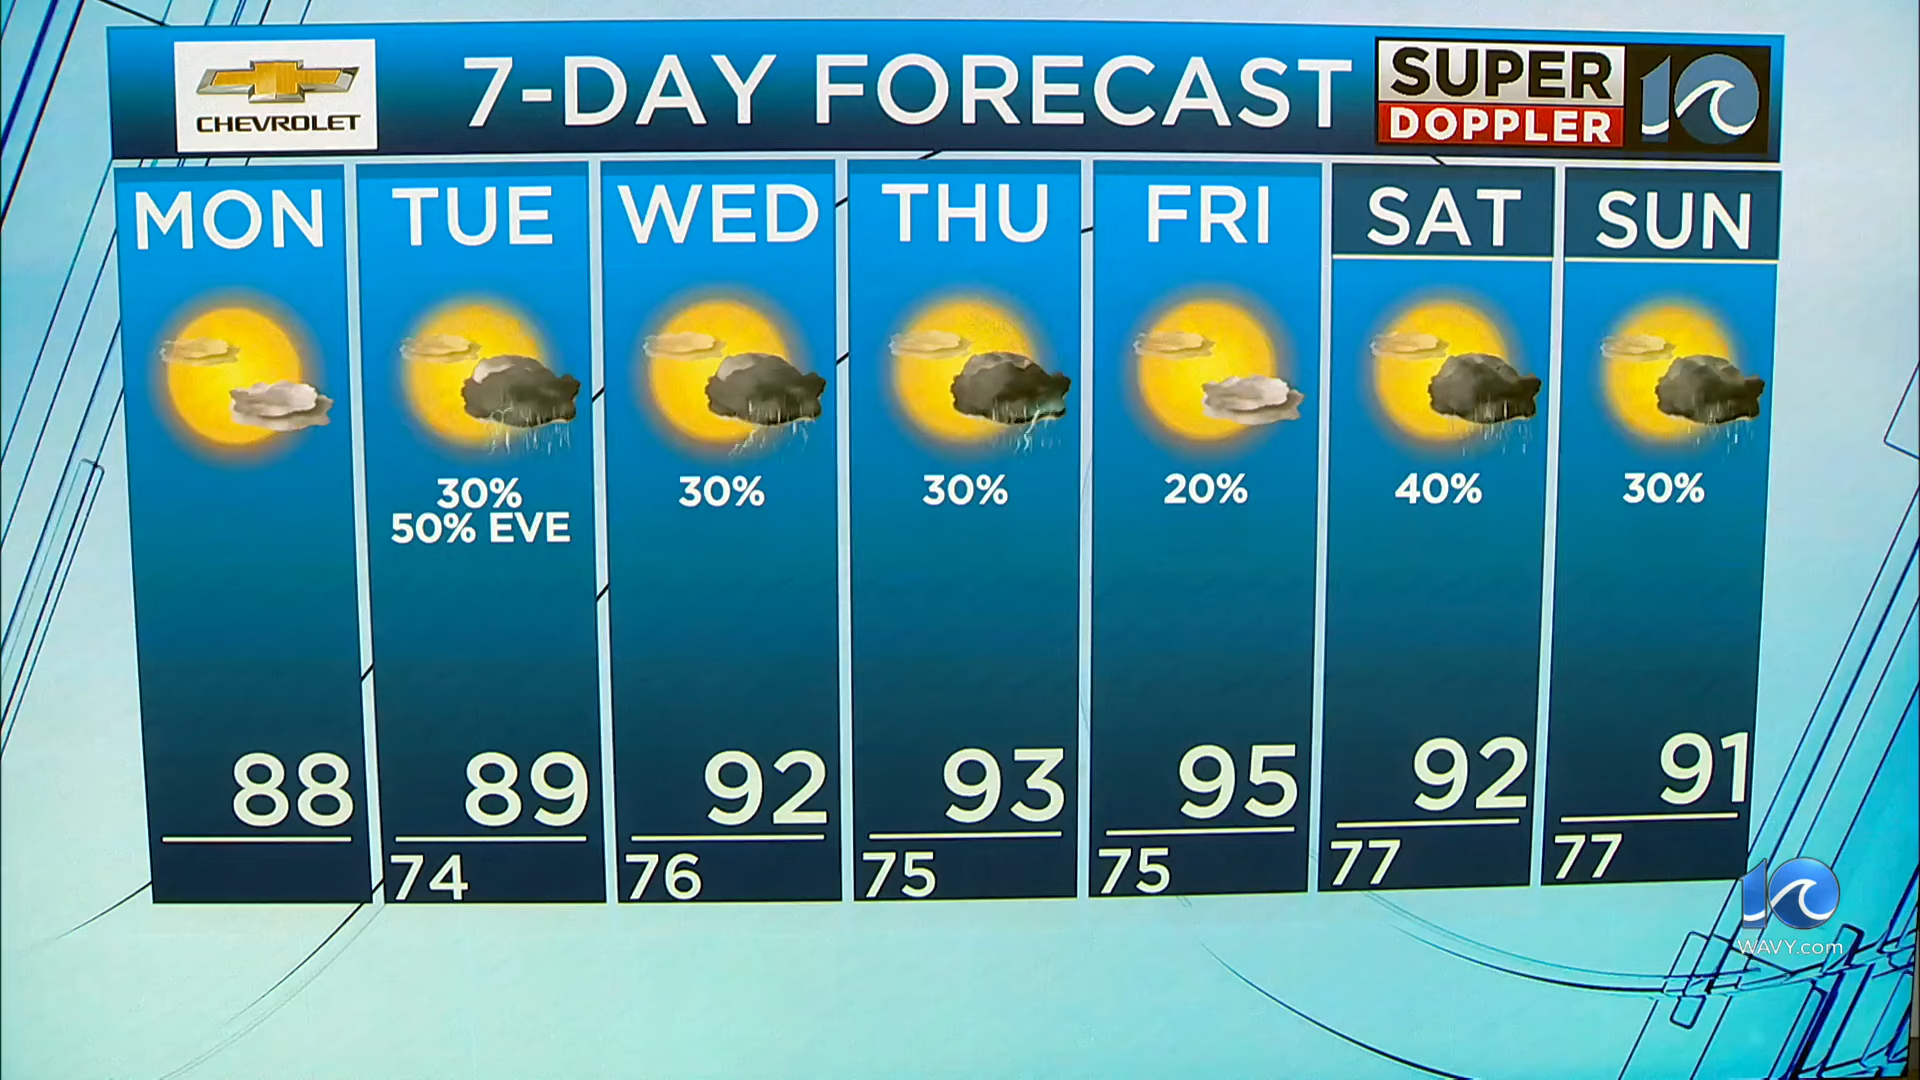 CHEVROLET
7-DAY FORECAST
SUPER
DOPPLER
10
MON
TUE
WED
THU
FRI
SAT
SUN
30%
50% EVE
30%
30%
20%
40%
30%
88
89
92
93
95
92
91
74
76
75
75
77
77
10
WAVY.com